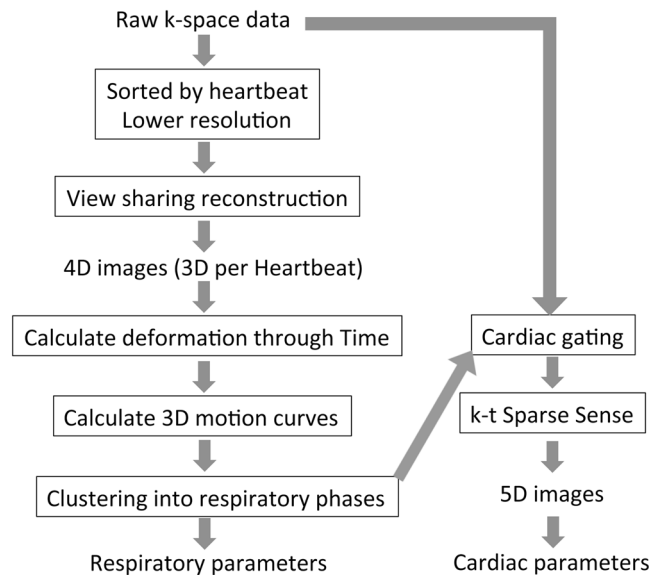 Raw k-space data
Sorted by heartbeat
Lower resolution
View sharing reconstruction
4D images (3D per Heartbeat)
Calculate deformation through Time
Calculate 3D motion curves
Clustering into respiratory phases
Respiratory parameters
Cardiac gating
k-t Sparse Sense
5D images
Cardiac parameters